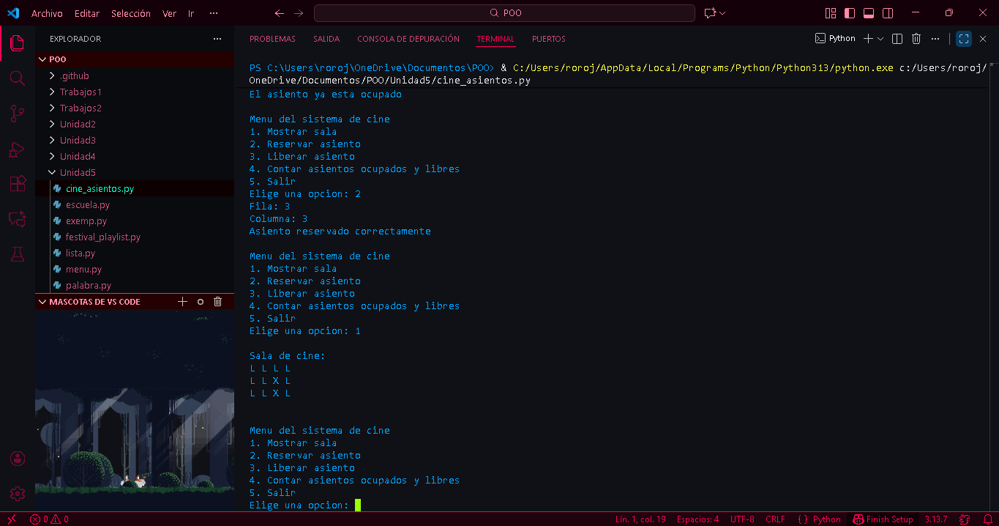 Archivo Editar Selección Ver Ir ···
POO
EXPLORADOR ···
POO
.github
Trabajos1
Trabajos2
Unidad2
Unidad3
Unidad4
Unidad5
cine_asientos.py
escuela.py
exemp.py
festival_playlist.py
lista.py
menu.py
palabra.py
MASCOTAS DE VS CODE
PROBLEMAS SALIDA CONSOLA DE DEPURACIÓN TERMINAL PUERTOS
Python ···
PS C:\Users\roroj\OneDrive\Documentos\POO> & C:/Users/roroj/AppData/Local/Programs/Python/Python313/python.exe c:/Users/roroj/
OneDrive/Documentos/POO/Unidad5/cine_asientos.py
El asiento ya esta ocupado
Menu del sistema de cine
1. Mostrar sala
2. Reservar asiento
3. Liberar asiento
4. Contar asientos ocupados y libres
5. Salir
Elige una opcion: 2
Fila: 3
Columna: 3
Asiento reservado correctamente
Menu del sistema de cine
1. Mostrar sala
2. Reservar asiento
3. Liberar asiento
4. Contar asientos ocupados y libres
5. Salir
Elige una opcion: 1
Sala de cine:
L L L L
L L X L
L L X L
Menu del sistema de cine
1. Mostrar sala
2. Reservar asiento
3. Liberar asiento
4. Contar asientos ocupados y libres
5. Salir
Elige una opcion:
0 0
Lín. 1, col. 19 Espacios: 4 UTF-8 CRLF {} Python Finish Setup 3.13.7